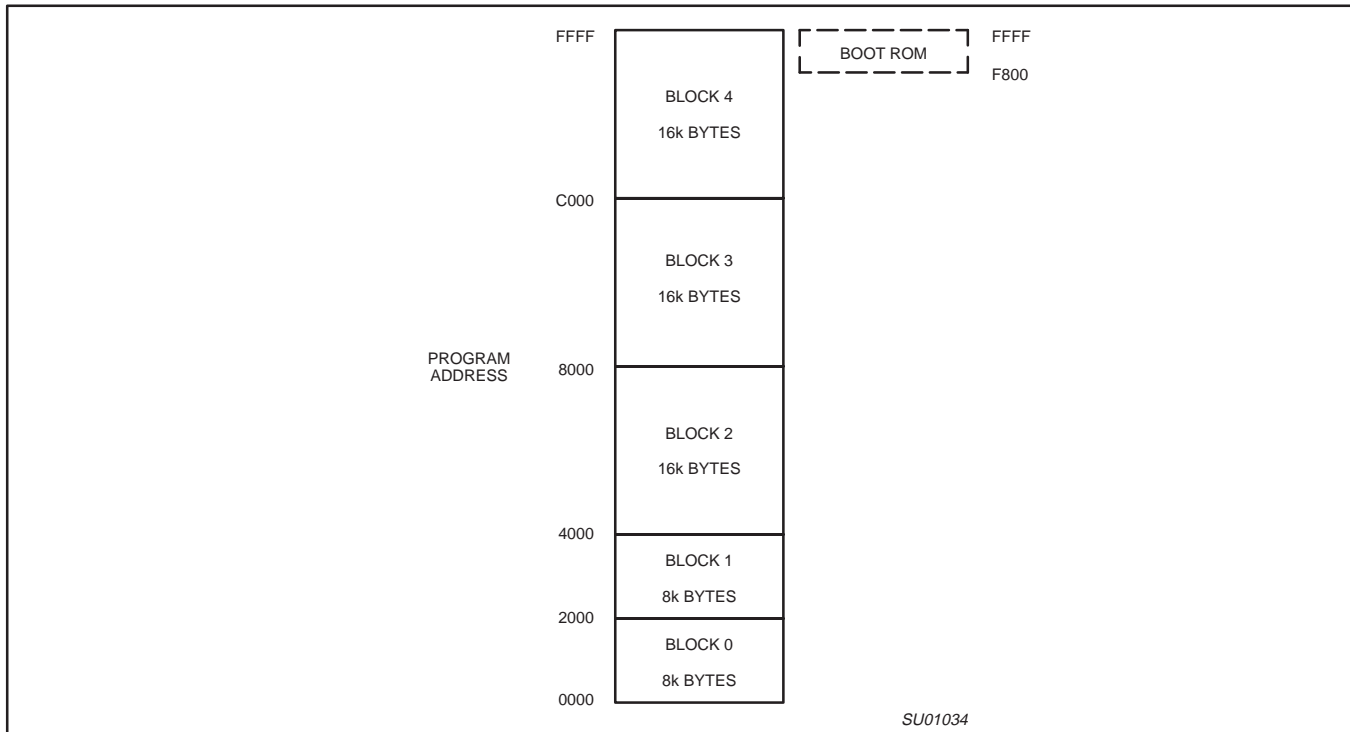 FFFF
BOOT ROM
FFFF
F800
BLOCK 4
16k BYTES
C000
BLOCK 3
16k BYTES
PROGRAM
ADDRESS
8000
BLOCK 2
16k BYTES
4000
BLOCK 1
8k BYTES
2000
BLOCK 0
8k BYTES
0000
SU01034